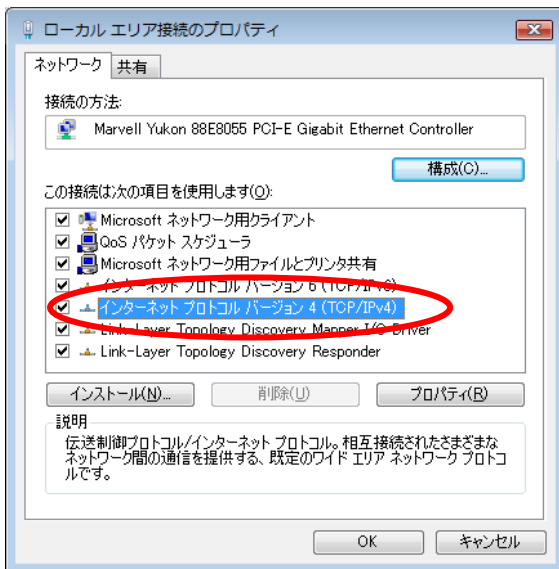 ローカル エリア接続のプロパティ
ネットワーク 共有
接続の方法:
Marvell Yukon 88E8055 PCI-E Gigabit Ethernet Controller
構成(C)...
この接続は次の項目を使用します(O):
Microsoft ネットワーク用クライアント
QoS パケット スケジューラ
Microsoft ネットワーク用ファイルとプリンタ共有
インターネット プロトコル バージョン 6 (TCP/IPv6)
インターネット プロトコル バージョン 4 (TCP/IPv4)
Link-Layer Topology Discovery Mapper I/O Driver
Link-Layer Topology Discovery Responder
インストール(N)... 削除(U) プロパティ(R)
説明
伝送制御プロトコル/インターネット プロトコル。相互接続されたさまざまな
ネットワーク間の通信を提供する、既定のワイド エリア ネットワーク プロトコ
ルです。
OK キャンセル